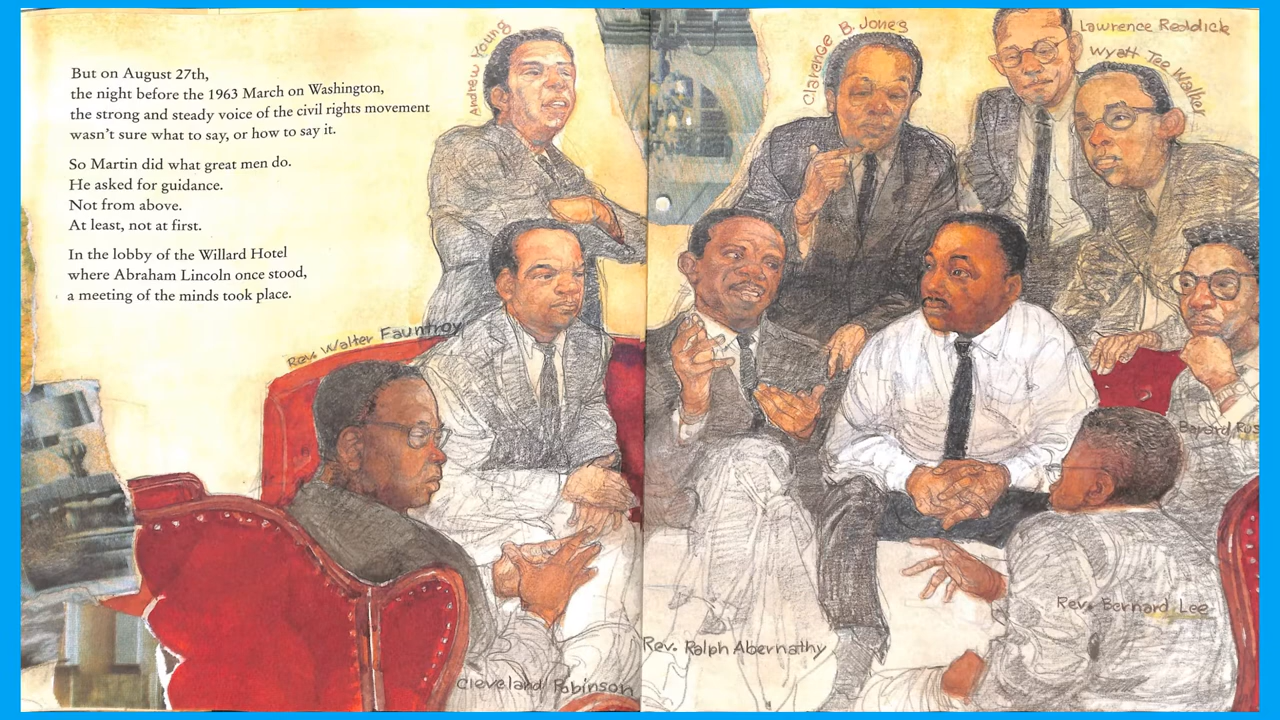 But on August 27th,
the night before the 1963 March on Washington,
the strong and steady voice of the civil rights movement
wasn't sure what to say, or how to say it.
So Martin did what great men do.
He asked for guidance.
Not from above.
At least, not at first.
In the lobby of the Willard Hotel
where Abraham Lincoln once stood,
a meeting of the minds took place.
Andrew Young
Rev. Walter Fauntroy
Cleveland Robinson
Clarence B. Jones
Lawrence Reddick
Wyatt Tee Walker
Rev. Ralph Abernathy
Rev. Bernard Lee